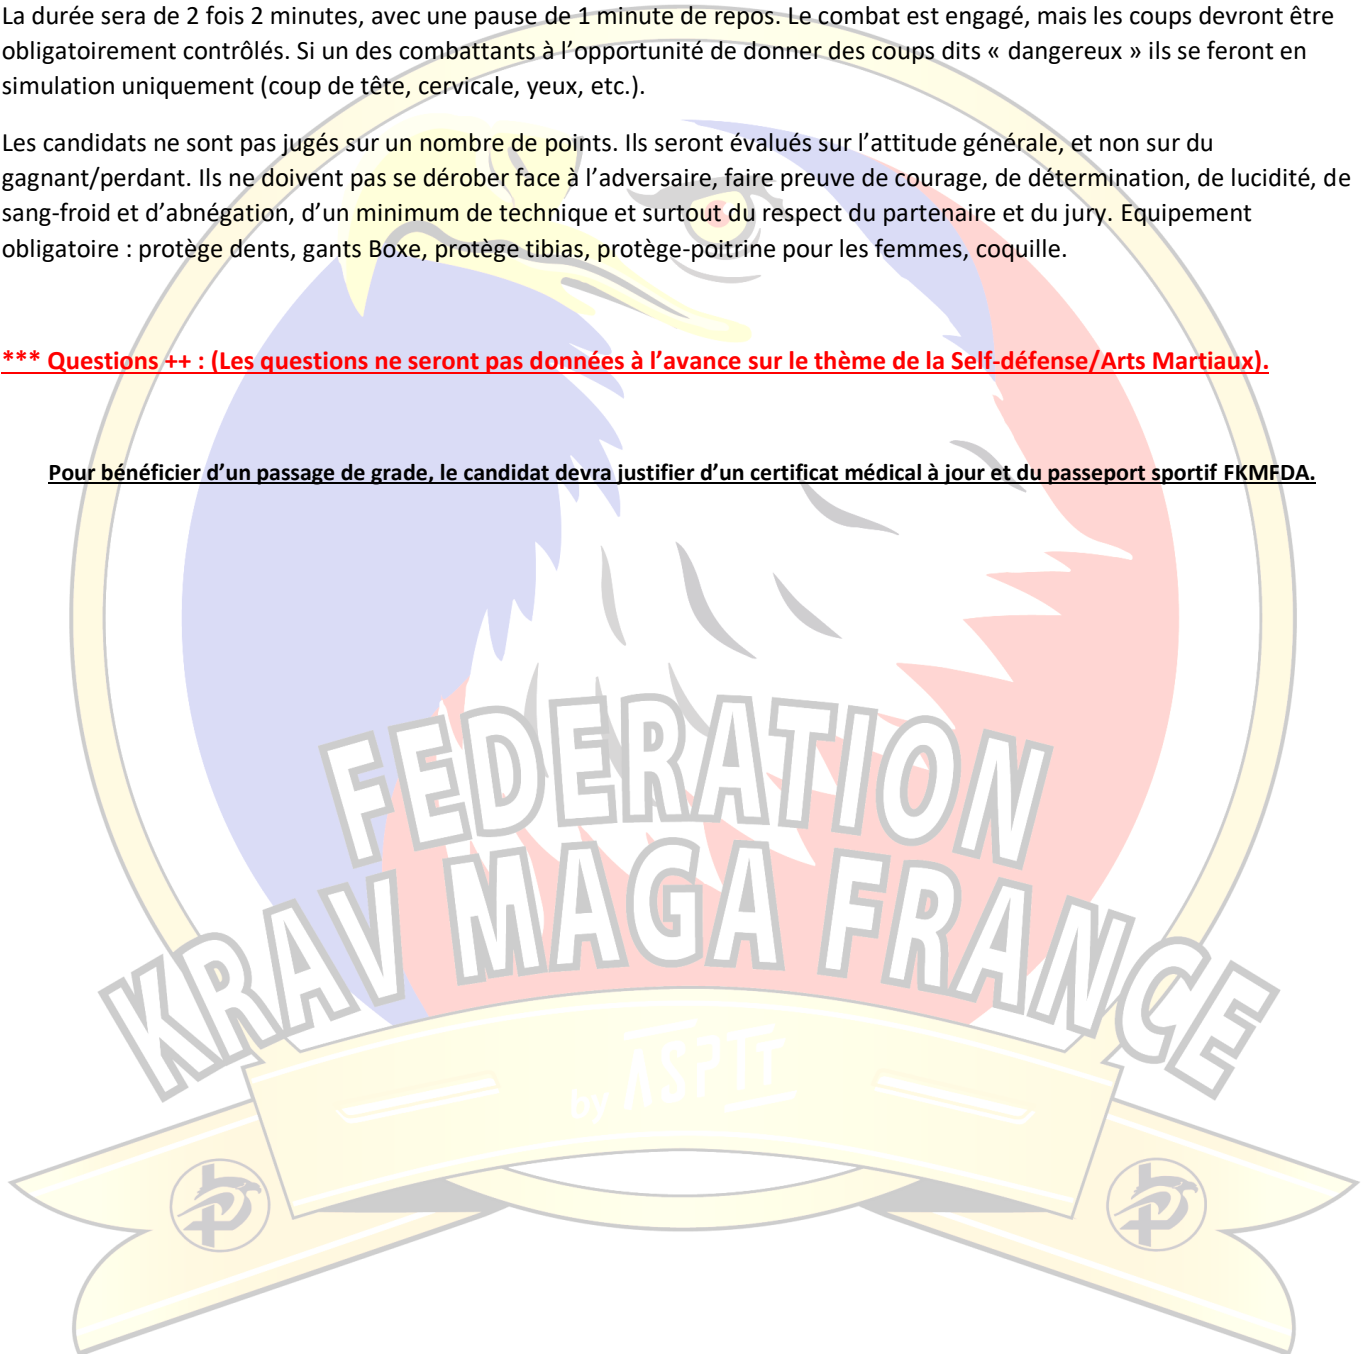 La durée sera de 2 fois 2 minutes, avec une pause de 1 minute de repos. Le combat est engagé, mais les coups devront être
obligatoirement contrôlés. Si un des combattants à l’opportunité de donner des coups dits « dangereux » ils se feront en
simulation uniquement (coup de tête, cervicale, yeux, etc.).
Les candidats ne sont pas jugés sur un nombre de points. Ils seront évalués sur l’attitude générale, et non sur du
gagnant/perdant. Ils ne doivent pas se dérober face à l’adversaire, faire preuve de courage, de détermination, de lucidité, de
sang-froid et d’abnégation, d’un minimum de technique et surtout du respect du partenaire et du jury. Equipement
obligatoire : protège dents, gants Boxe, protège tibias, protège-poitrine pour les femmes, coquille.
*** Questions ++ : (Les questions ne seront pas données à l’avance sur le thème de la Self-défense/Arts Martiaux).
Pour bénéficier d’un passage de grade, le candidat devra justifier d’un certificat médical à jour et du passeport sportif FKMFDA.
FEDERATION
KRAV MAGA FRANCE
by ASPTT